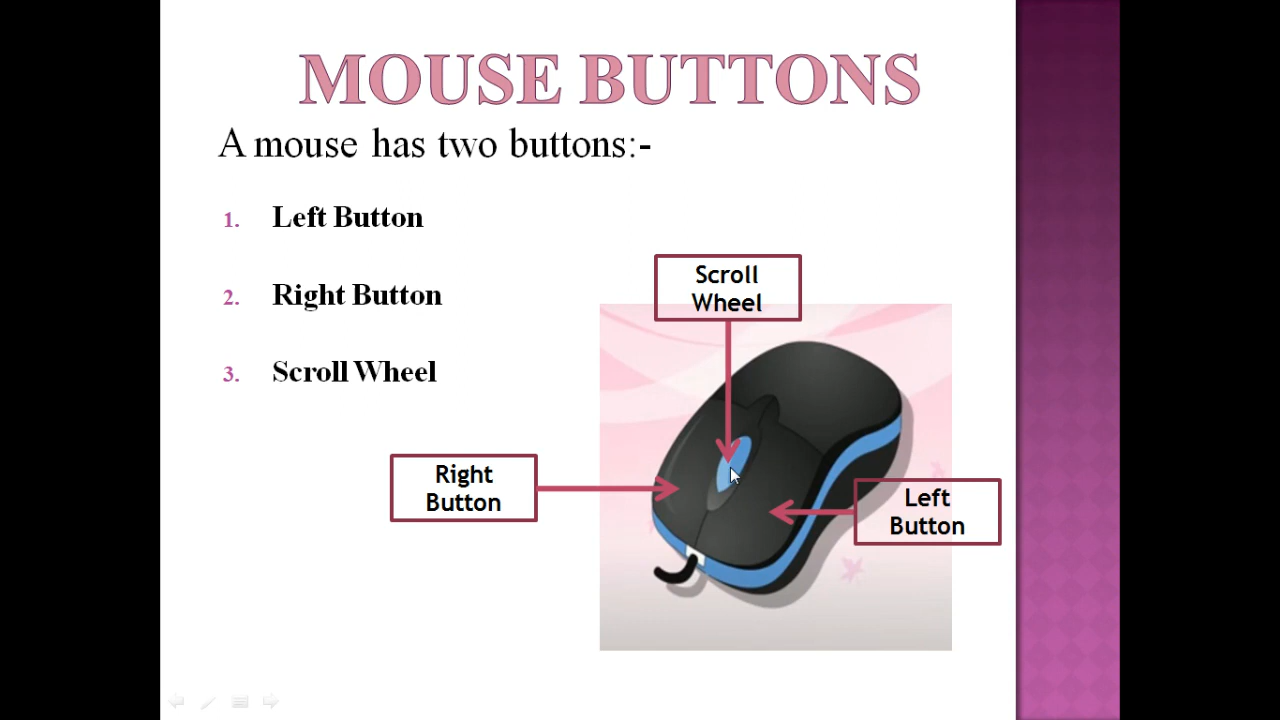 MOUSE BUTTONS
A mouse has two buttons:-
1. Left Button
2. Right Button
3. Scroll Wheel
Scroll
Wheel
Right
Button
Left
Button